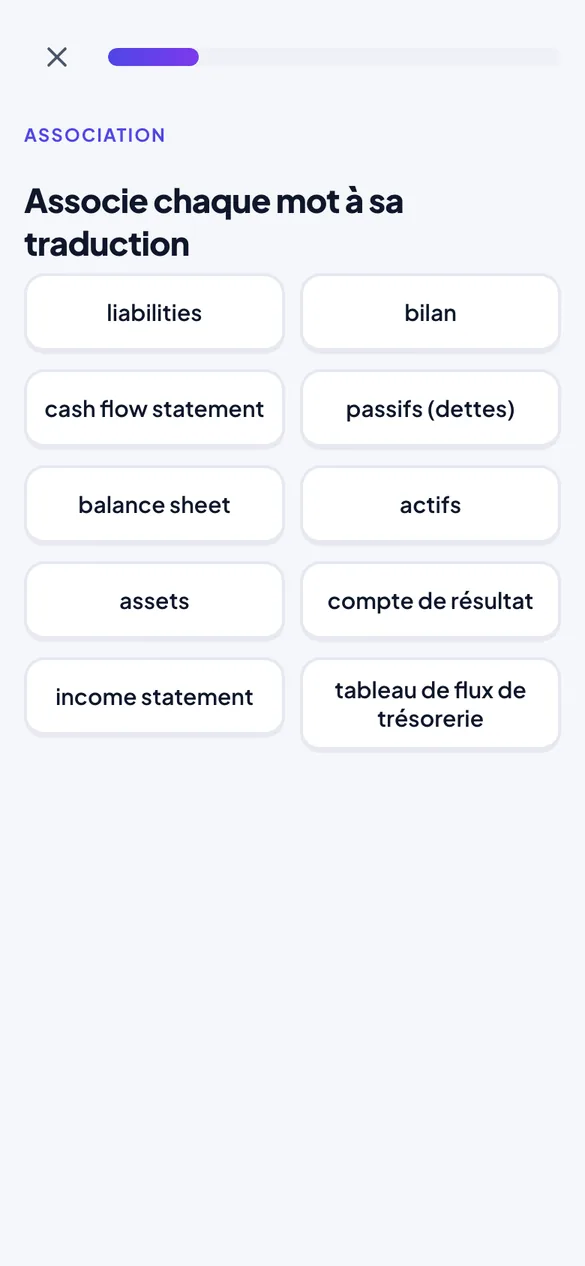 ASSOCIATION
Associe chaque mot à sa
traduction
liabilities
bilan
cash flow statement
passifs (dettes)
balance sheet
actifs
assets
compte de résultat
income statement
tableau de flux de
trésorerie